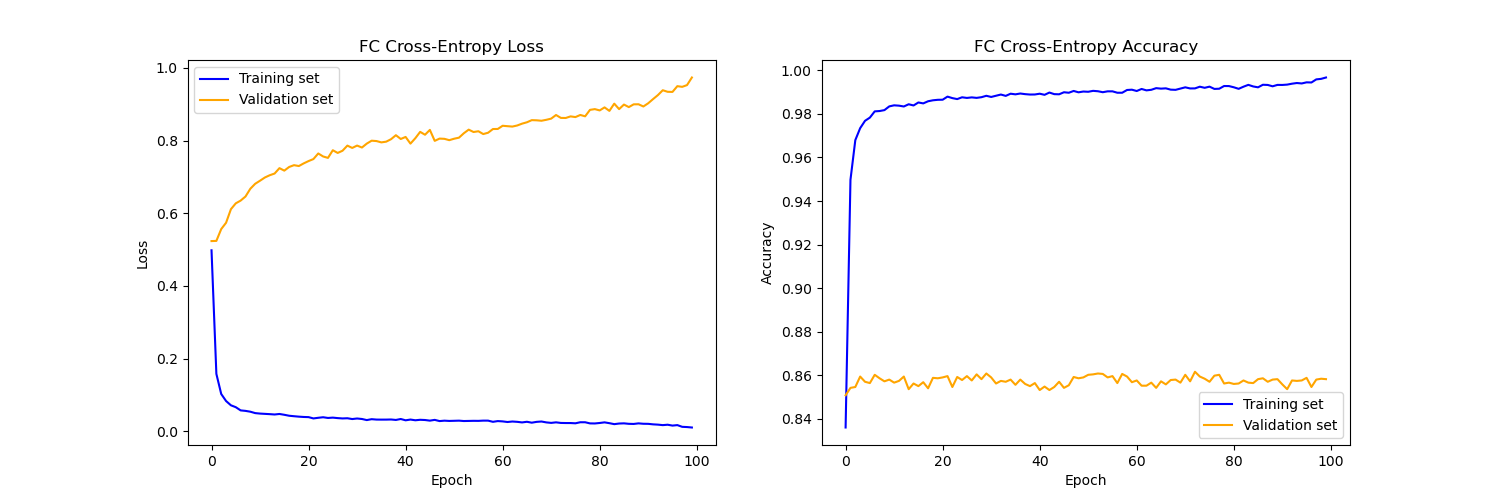 FC Cross-Entropy Loss
Training set
Validation set
1.0
0.8
0.6
0.4
0.2
0.0
Loss
0
20
40
60
80
100
Epoch
FC Cross-Entropy Accuracy
1.00
0.98
0.96
0.94
0.92
0.90
0.88
0.86
0.84
Accuracy
Training set
Validation set
0
20
40
60
80
100
Epoch